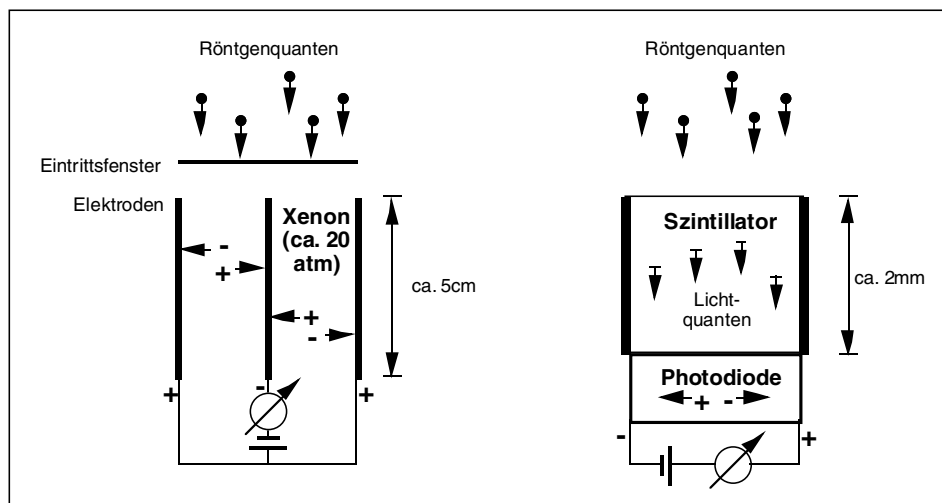 Röntgenquanten
Eintrittsfenster
Elektroden
Xenon
(ca. 20
atm)
-
+
+
-
ca. 5cm
+
-
+
Röntgenquanten
Szintillator
Licht-
quanten
ca. 2mm
Photodiode
+ -
-
+